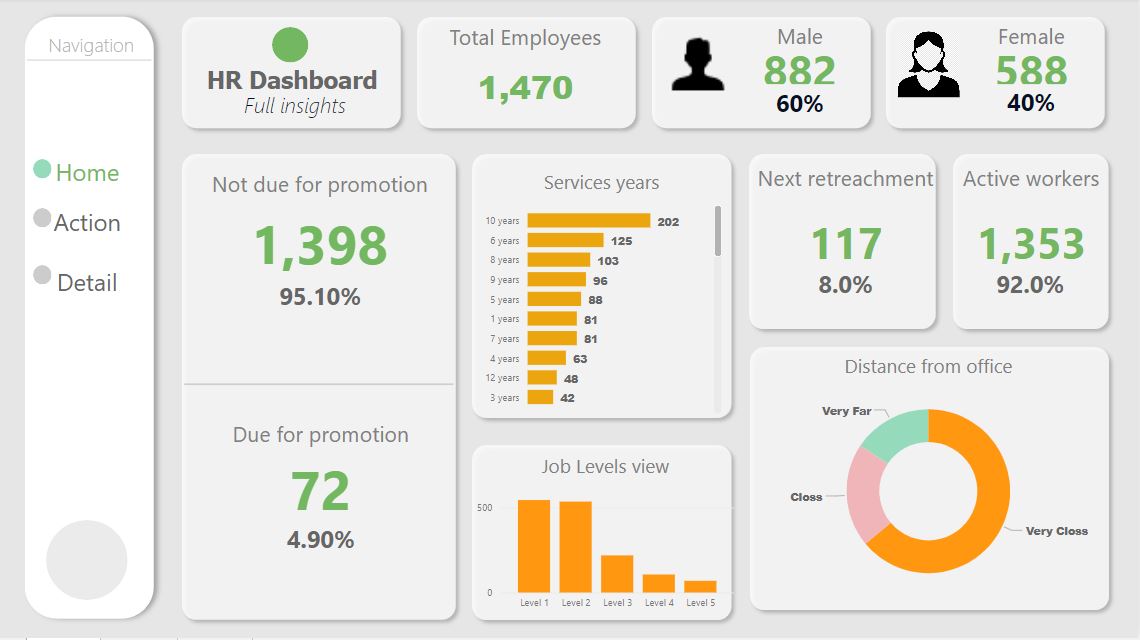 Navigation
Home
Action
Detail
HR Dashboard
Full insights
Total Employees
1,470
Male
882
60%
Female
588
40%
Not due for promotion
1,398
95.10%
Due for promotion
72
4.90%
Services years
10 years 202
6 years 125
8 years 103
9 years 96
5 years 88
1 years 81
7 years 81
4 years 63
12 years 48
3 years 42
Job Levels view
500
0
Level 1 Level 2 Level 3 Level 4 Level 5
Next retreachment
117
8.0%
Active workers
1,353
92.0%
Distance from office
Very Far
Closs
Very Closs